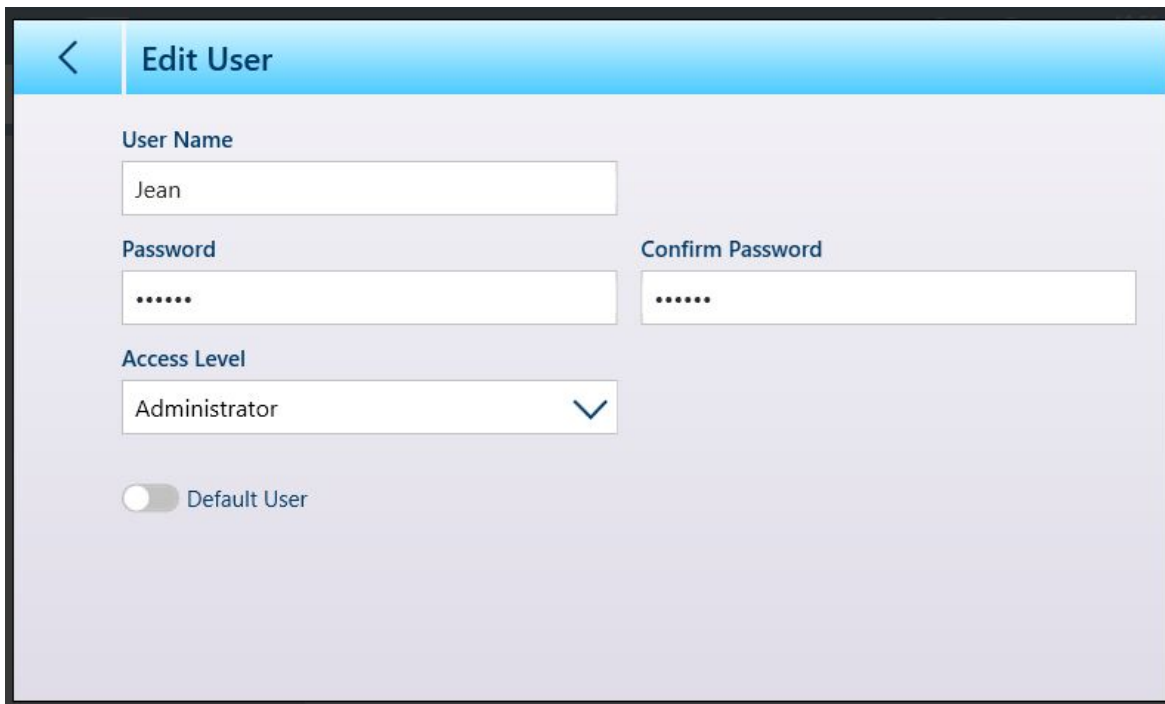 Edit User
User Name
Jean
Password
Confirm Password
••••••
••••••
Access Level
Administrator
Default User